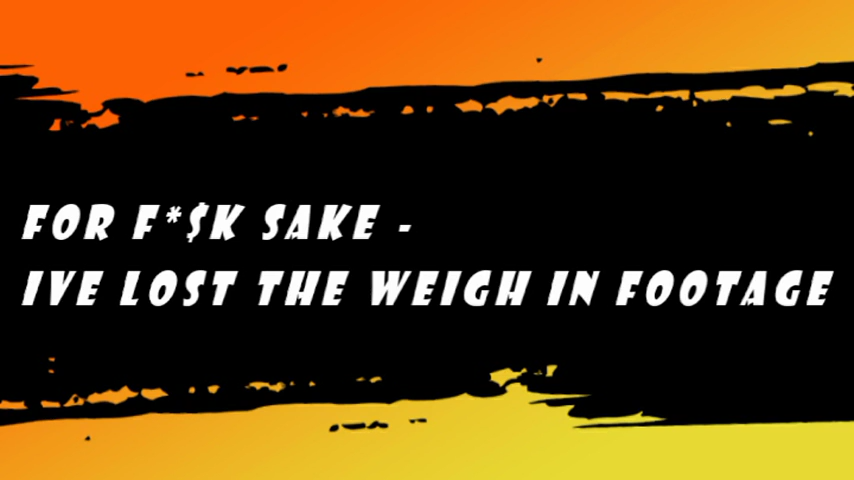 FOR F*$K SAKE -
IVE LOST THE WEIGH IN FOOTAGE